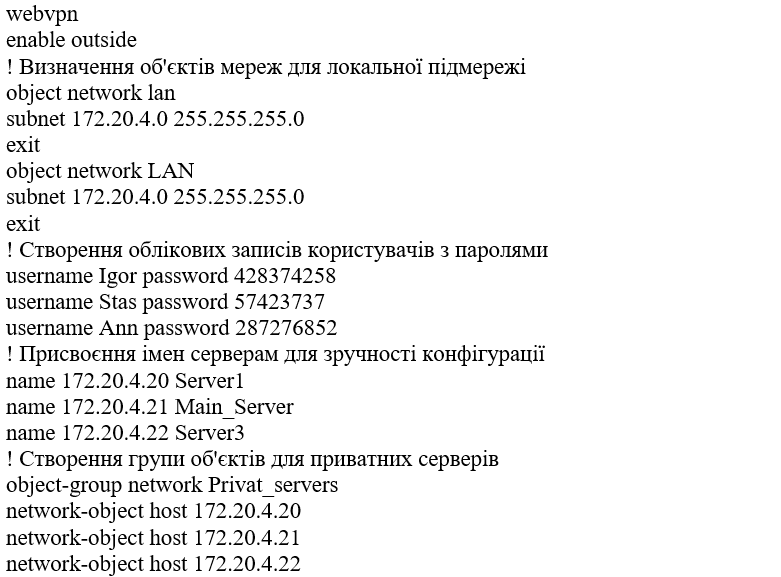 webvpn
enable outside
! Визначення об'єктів мереж для локальної підмережі
object network lan
subnet 172.20.4.0 255.255.255.0
exit
object network LAN
subnet 172.20.4.0 255.255.255.0
exit
! Створення облікових записів користувачів з паролями
username Igor password 428374258
username Stas password 57423737
username Ann password 287276852
! Присвоєння імен серверам для зручності конфігурації
name 172.20.4.20 Server1
name 172.20.4.21 Main_Server
name 172.20.4.22 Server3
! Створення групи об'єктів для приватних серверів
object-group network Privat_servers
network-object host 172.20.4.20
network-object host 172.20.4.21
network-object host 172.20.4.22